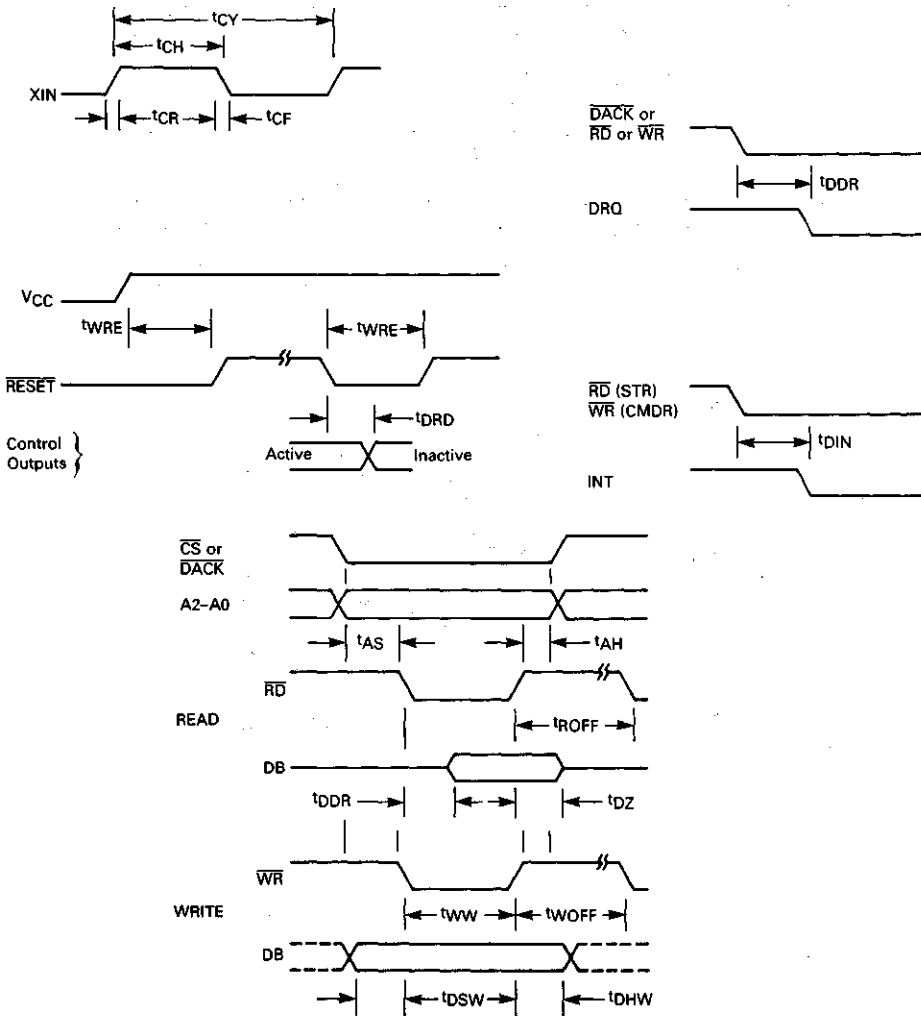 tCY
tCH
XIN
tCR
tCF
DACK or
RD or WR
tDDR
DRQ
VCC
tWRE
tWRE
RESET
tDRD
Control
Outputs
Active
Inactive
RD (STR)
WR (CMDR)
tDIN
INT
CS or
DACK
A2–A0
tAS
tAH
RD
READ
tROFF
DB
tDDR
tDZ
WR
WRITE
tWW
tWOFF
DB
tDSW
tDHW